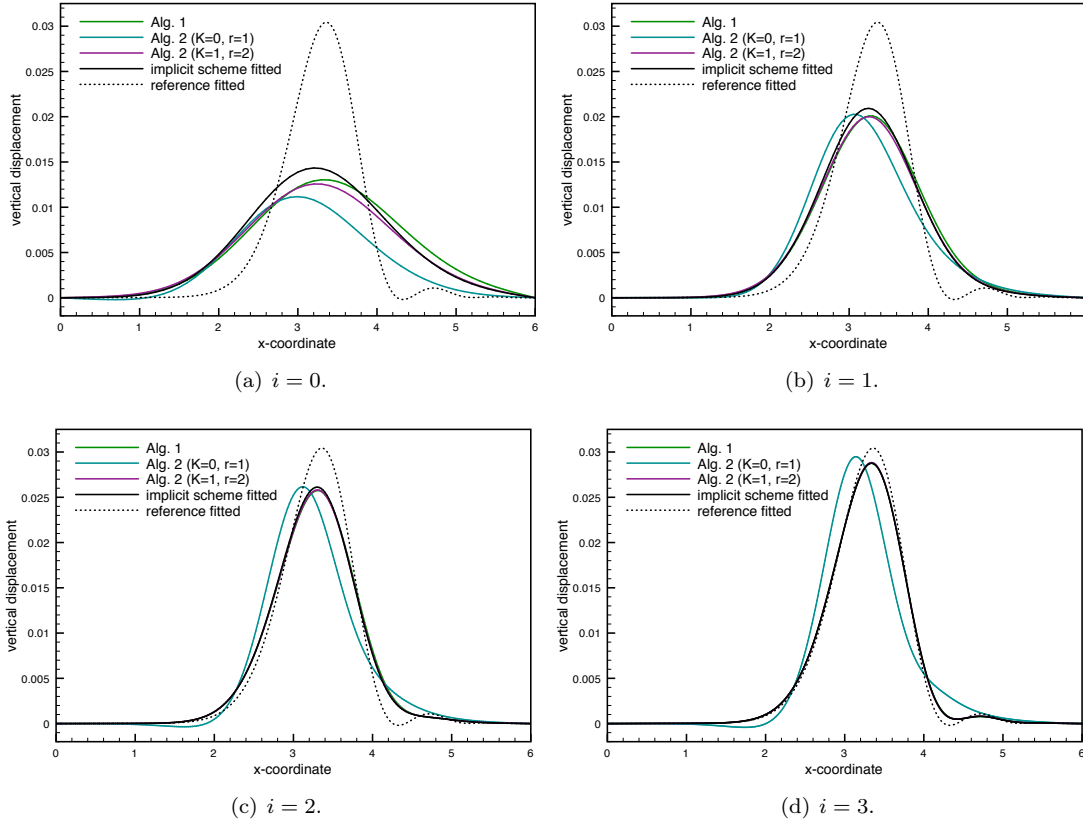 0.03
0.025
0.02
0.015
0.01
0.005
0
vertical displacement
Alg. 1
Alg. 2 (K=0, r=1)
Alg. 2 (K=1, r=2)
implicit scheme fitted
reference fitted
0 1 2 3 4 5 6
x-coordinate
(a) i = 0.
0.03
0.025
0.02
0.015
0.01
0.005
0
vertical displacement
Alg. 1
Alg. 2 (K=0, r=1)
Alg. 2 (K=1, r=2)
implicit scheme fitted
reference fitted
0 1 2 3 4 5
x-coordinate
(b) i = 1.
0.03
0.025
0.02
0.015
0.01
0.005
0
vertical displacement
Alg. 1
Alg. 2 (K=0, r=1)
Alg. 2 (K=1, r=2)
implicit scheme fitted
reference fitted
0 1 2 3 4 5 6
x-coordinate
(c) i = 2.
0.03
0.025
0.02
0.015
0.01
0.005
0
vertical displacement
Alg. 1
Alg. 2 (K=0, r=1)
Alg. 2 (K=1, r=2)
implicit scheme fitted
reference fitted
0 1 2 3 4 5 6
x-coordinate
(d) i = 3.